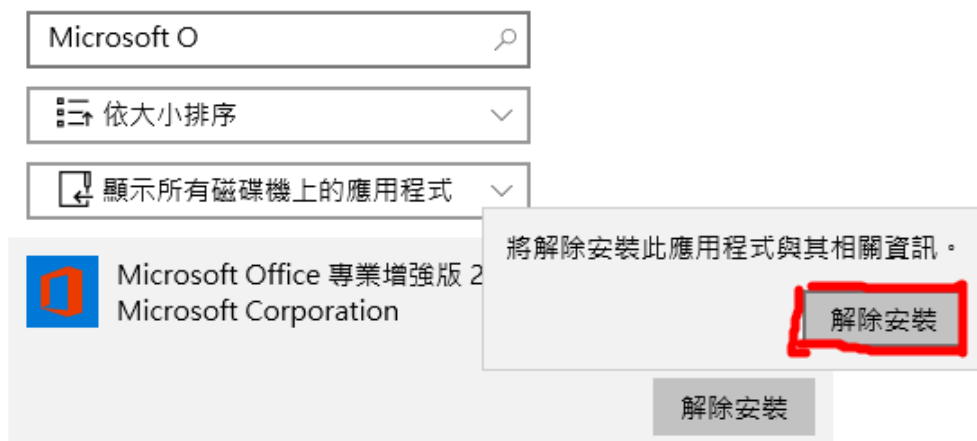 Microsoft O
依大小排序
顯示所有磁碟機上的應用程式
將解除安裝此應用程式與其相關資訊。
解除安裝
Microsoft Office 專業增強版 2
Microsoft Corporation
解除安裝